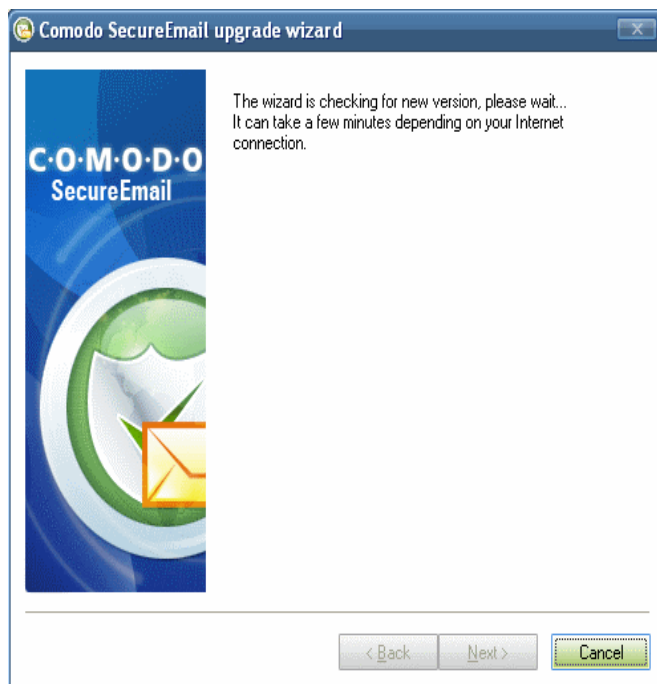 Comodo SecureEmail upgrade wizard
C·O·M·O·D·O
SecureEmail
The wizard is checking for new version, please wait...
It can take a few minutes depending on your Internet
connection.
< Back
Next >
Cancel